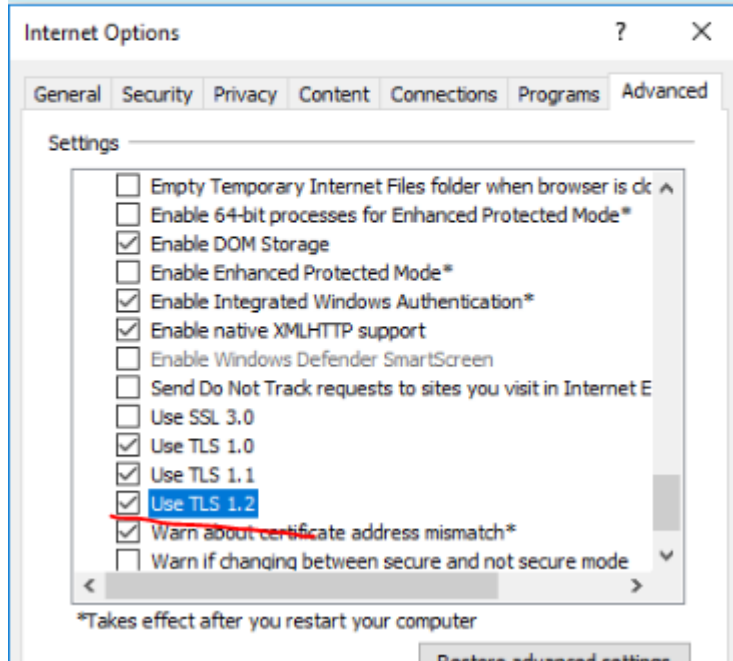 Internet Options ?
General Security Privacy Content Connections Programs Advanced
Settings
Empty Temporary Internet Files folder when browser is
Enable 64-bit processes for Enhanced Protected Mode*
Enable DOM Storage
Enable Enhanced Protected Mode*
Enable Integrated Windows Authentication*
Enable native XMLHTTP support
Enable Windows Defender SmartScreen
Send Do Not Track requests to sites you visit in Internet E
Use SSL 3.0
Use TLS 1.0
Use TLS 1.1
Use TLS 1.2
Warn about certificate address mismatch*
Warn if changing between secure and not secure mode
*Takes effect after you restart your computer
Restore advanced settings